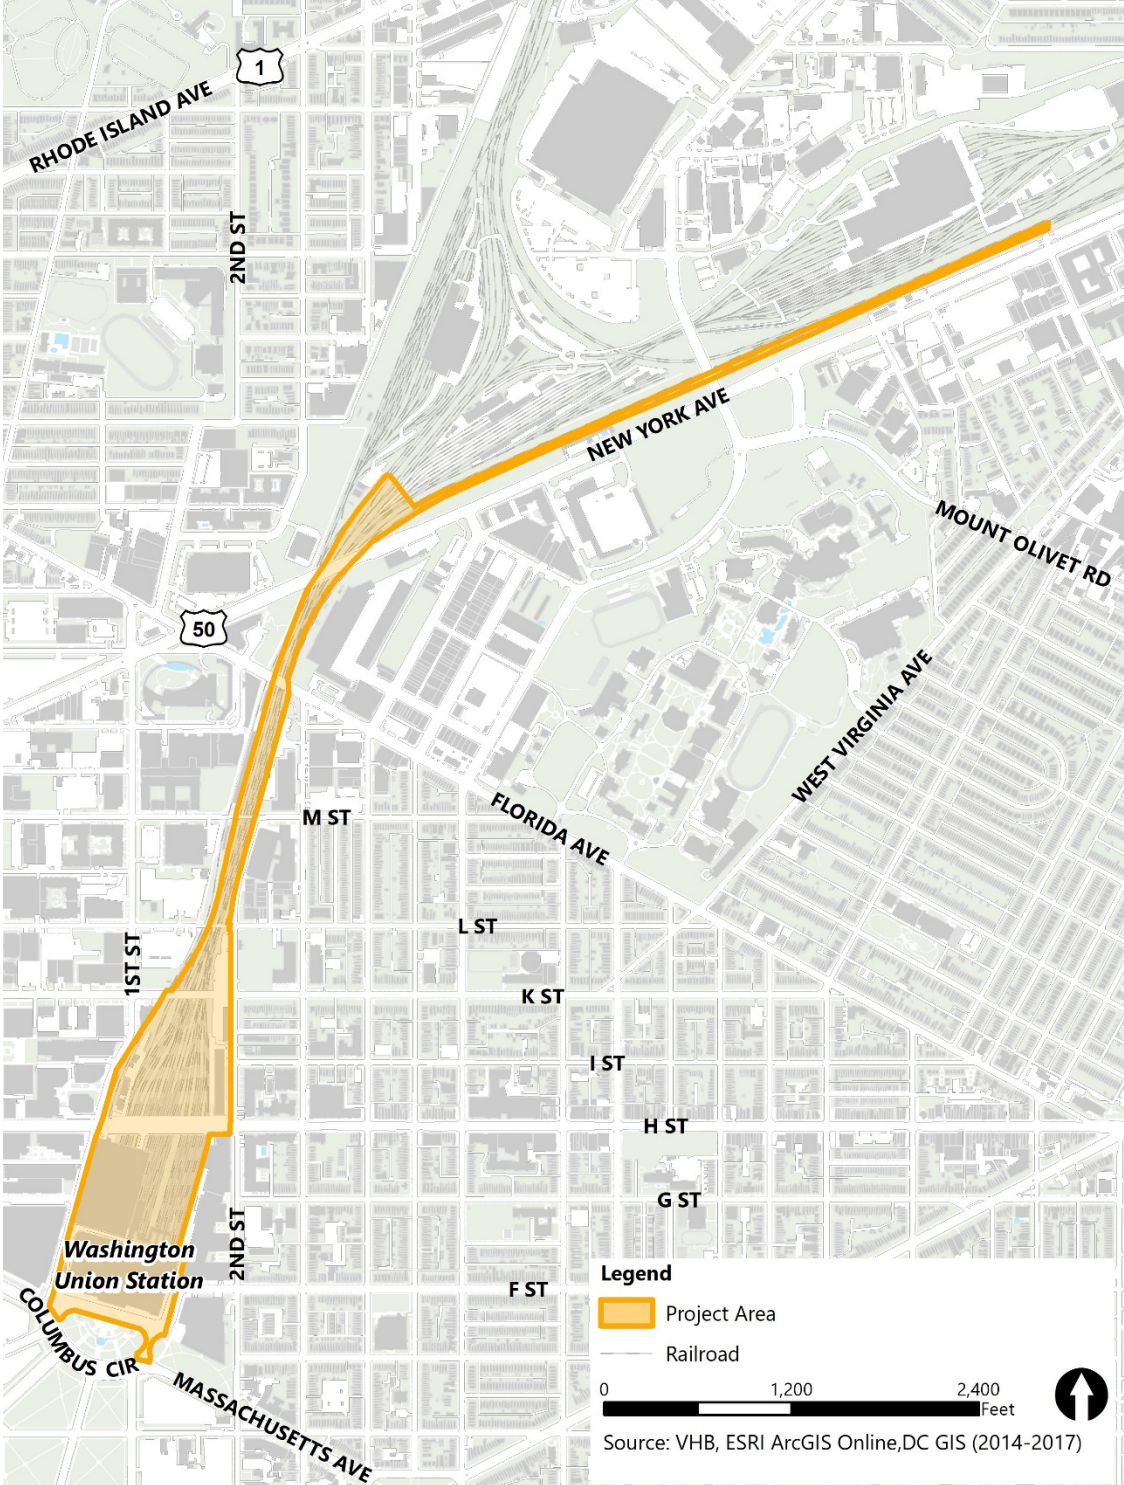 1
RHODE ISLAND AVE
2ND ST
NEW YORK AVE
MOUNT OLIVET RD
50
WEST VIRGINIA AVE
M ST
FLORIDA AVE
L ST
1ST ST
K ST
I ST
H ST
G ST
2ND ST
Washington
Union Station
F ST
COLUMBUS CIR
MASSACHUSETTS AVE
Legend
Project Area
Railroad
0 1,200 2,400
Feet
Source: VHB, ESRI ArcGIS Online,DC GIS (2014-2017)